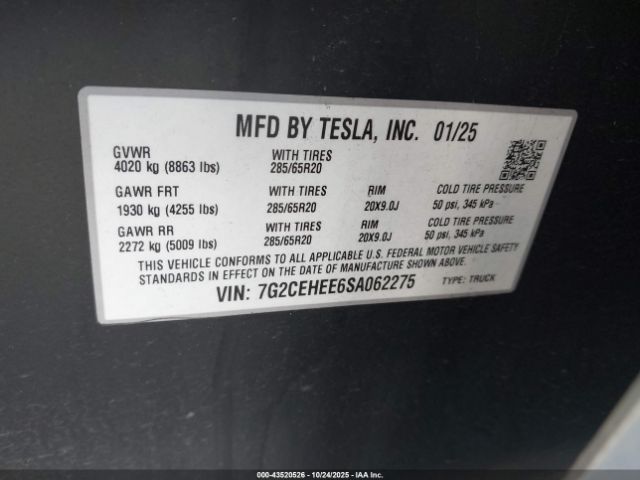 MFD BY TESLA, INC. 01/25
GVWR WITH TIRES
4020 kg (8863 lbs) 285/65R20
GAWR FRT WITH TIRES RIM COLD TIRE PRESSURE
1930 kg (4255 lbs) 285/65R20 20X9.0J 50 psi, 345 kPa
GAWR RR WITH TIRES RIM COLD TIRE PRESSURE
2272 kg (5009 lbs) 285/65R20 20X9.0J 50 psi, 345 kPa
THIS VEHICLE CONFORMS TO ALL APPLICABLE U.S. FEDERAL MOTOR VEHICLE SAFETY
STANDARDS IN EFFECT ON THE DATE OF MANUFACTURE SHOWN ABOVE.
VIN: 7G2CEHEE6SA062275 TYPE: TRUCK
000-43520526 - 10/24/2025 - IAA Inc.